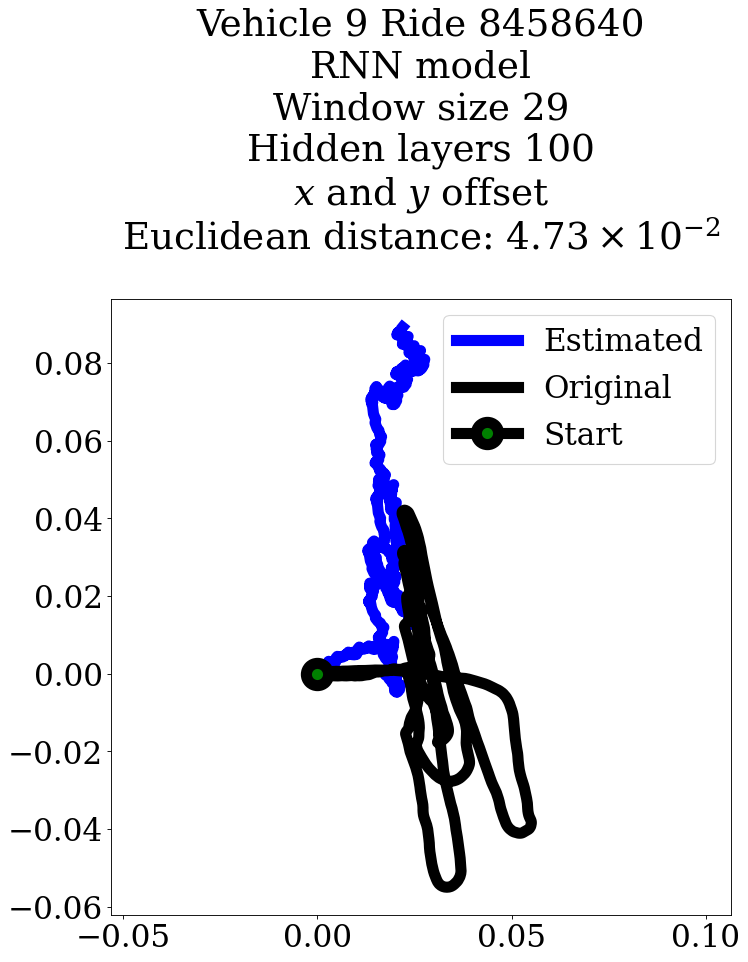 Vehicle 9 Ride 8458640
RNN model
Window size 29
Hidden layers 100
x and y offset
Euclidean distance: 4.73 × 10⁻²
Estimated
Original
Start
0.08
0.06
0.04
0.02
0.00
−0.02
−0.04
−0.06
−0.05 0.00 0.05 0.10